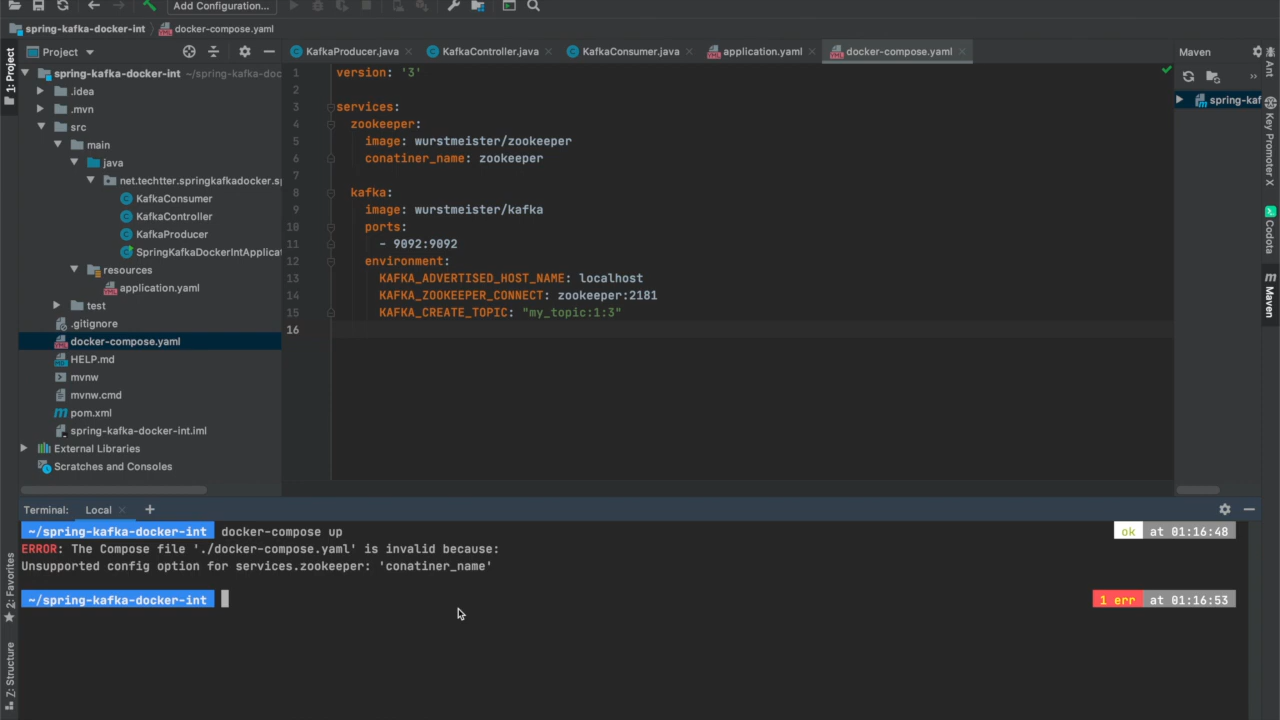 Add Configuration...
spring-kafka-docker-int
docker-compose.yaml
1: Project
2: Favorites
Z: Structure
Project
spring-kafka-docker-int ~/spring-kafka-doc
.idea
.mvn
src
main
java
net.techtter.springkafkadocker.sp
KafkaConsumer
KafkaController
KafkaProducer
SpringKafkaDockerIntApplica
resources
application.yaml
test
.gitignore
docker-compose.yaml
HELP.md
mvnw
mvnw.cmd
pom.xml
spring-kafka-docker-int.iml
External Libraries
Scratches and Consoles
KafkaProducer.java
KafkaController.java
KafkaConsumer.java
application.yaml
docker-compose.yaml
1 version: '3'
2
3 services:
4 zookeeper:
5 image: wurstmeister/zookeeper
6 conatiner_name: zookeeper
7
8 kafka:
9 image: wurstmeister/kafka
10 ports:
11 - 9092:9092
12 environment:
13 KAFKA_ADVERTISED_HOST_NAME: localhost
14 KAFKA_ZOOKEEPER_CONNECT: zookeeper:2181
15 KAFKA_CREATE_TOPIC: "my_topic:1:3"
16
Maven
spring-kaf
Ant
Key Promoter X
Codota
Maven
Terminal: Local +
~/spring-kafka-docker-int docker-compose up ok at 01:16:48
ERROR: The Compose file './docker-compose.yaml' is invalid because:
Unsupported config option for services.zookeeper: 'conatiner_name'
~/spring-kafka-docker-int 1 err at 01:16:53